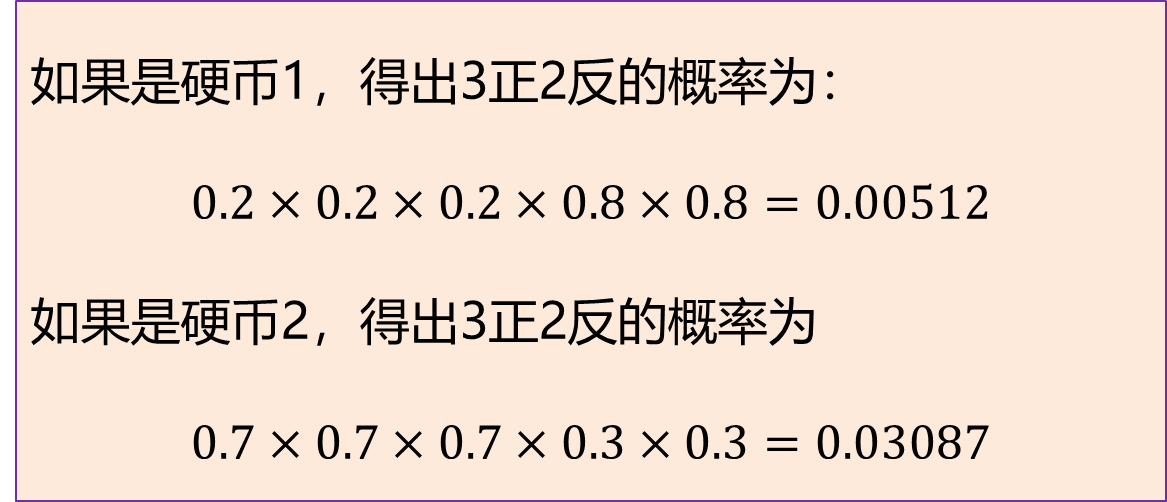 如果是硬币1，得出3正2反的概率为：
0.2 × 0.2 × 0.2 × 0.8 × 0.8 = 0.00512
如果是硬币2，得出3正2反的概率为
0.7 × 0.7 × 0.7 × 0.3 × 0.3 = 0.03087